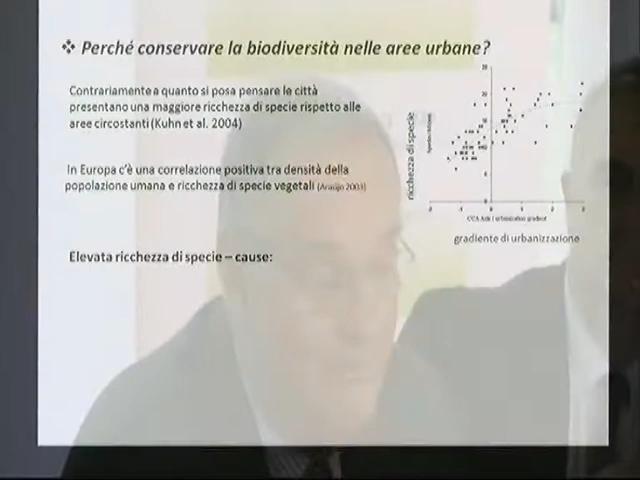 ❖ Perché conservare la biodiversità nelle aree urbane?
Contrariamente a quanto si posa pensare le città
presentano una maggiore ricchezza di specie rispetto alle
aree circostanti (Kuhn et al. 2004)
In Europa c'è una correlazione positiva tra densità della
popolazione umana e ricchezza di specie vegetali (Araújo 2003)
Elevata ricchezza di specie – cause:
ricchezza di specie
gradiente di urbanizzazione